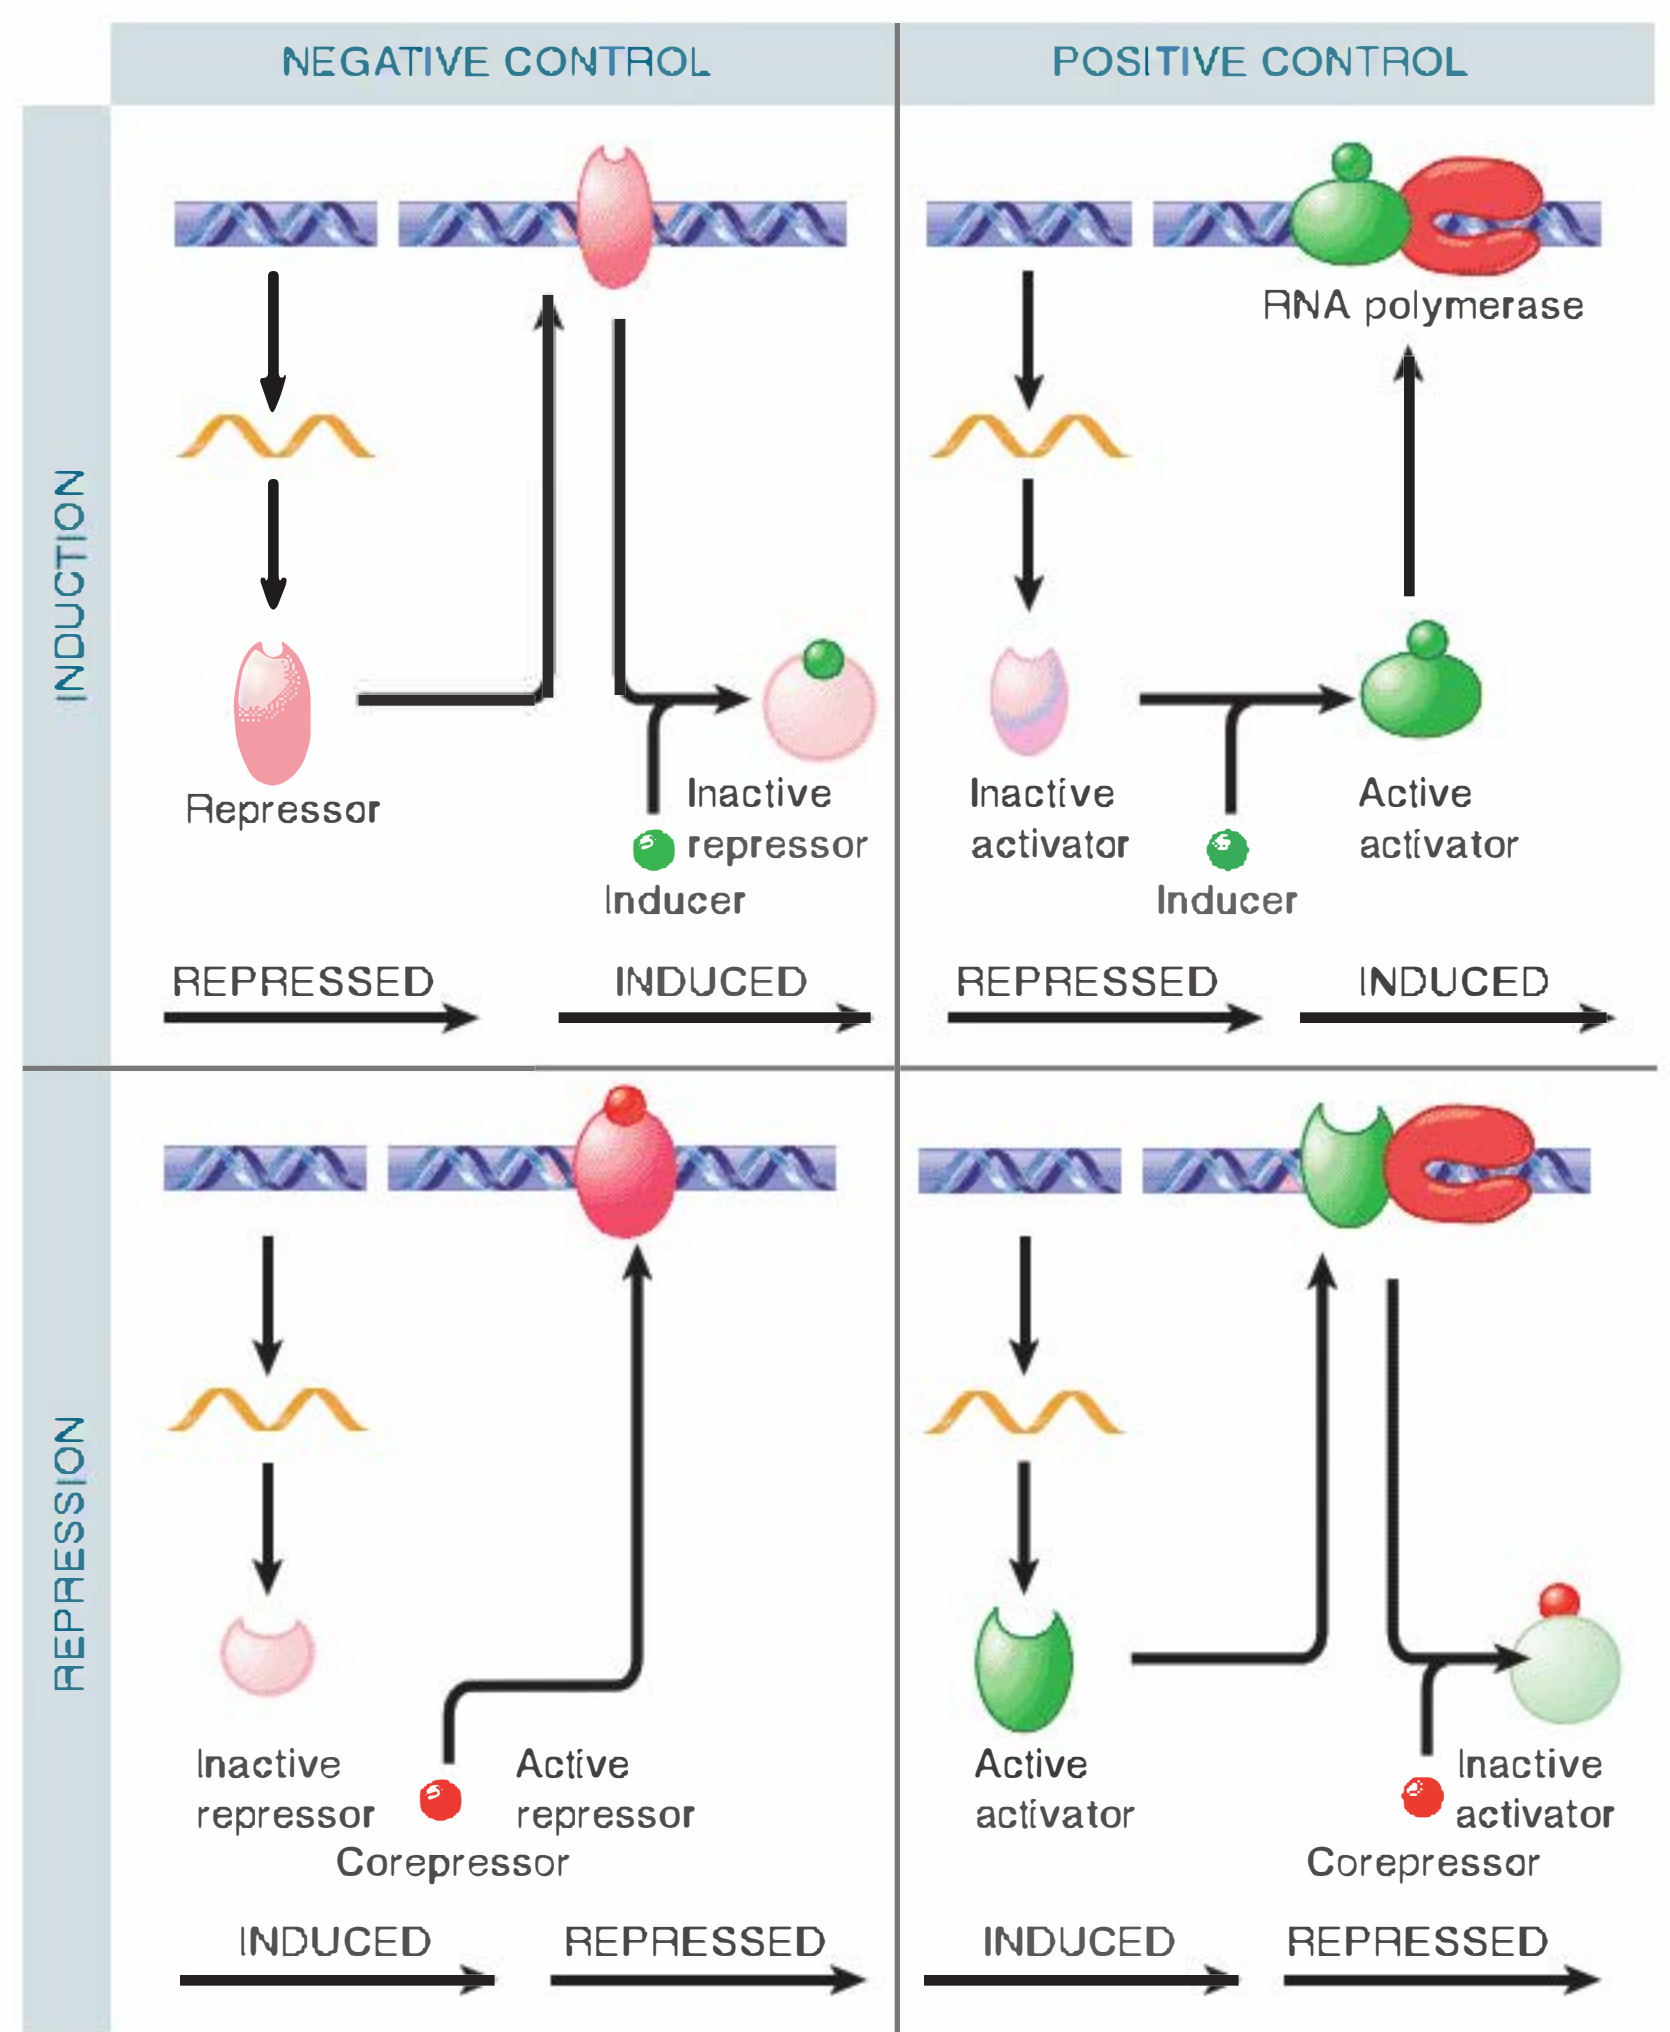 NEGATIVE CONTROL
POSITIVE CONTROL
INDUCTION
Repressor
Inactive
repressor
Inducer
REPRESSED
INDUCED
RNA polymerase
Inactive
activator
Inducer
Active
activator
REPRESSED
INDUCED
REPRESSION
Inactive
repressor
Corepressor
Active
repressor
INDUCED
REPRESSED
Active
activator
Inactive
activator
Corepressor
INDUCED
REPRESSED